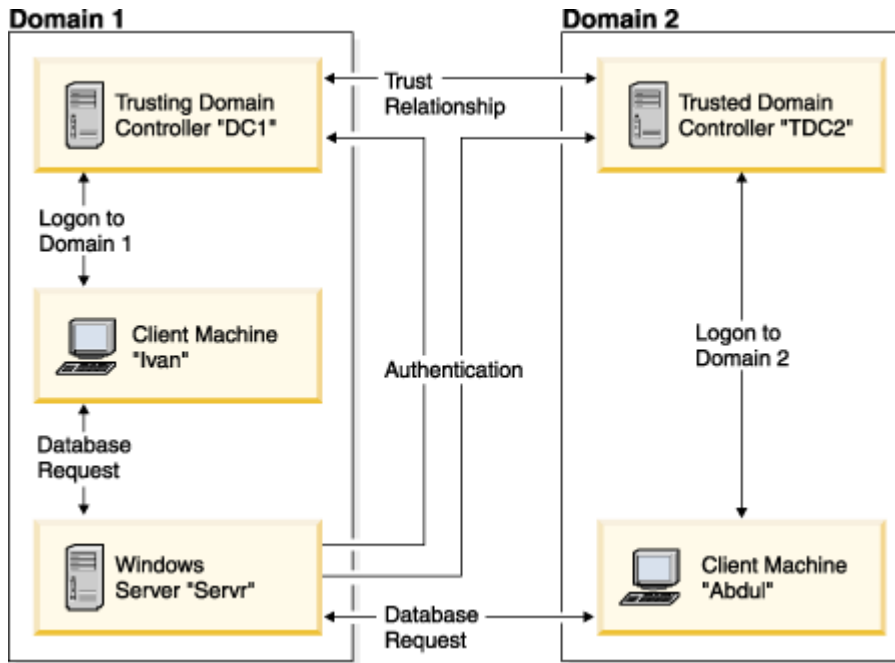 Domain 1
Domain 2
Trusting Domain
Controller "DC1"
Trust
Relationship
Trusted Domain
Controller "TDC2"
Logon to
Domain 1
Client Machine
"Ivan"
Authentication
Logon to
Domain 2
Database
Request
Windows
Server "Servr"
Database
Request
Client Machine
"Abdul"